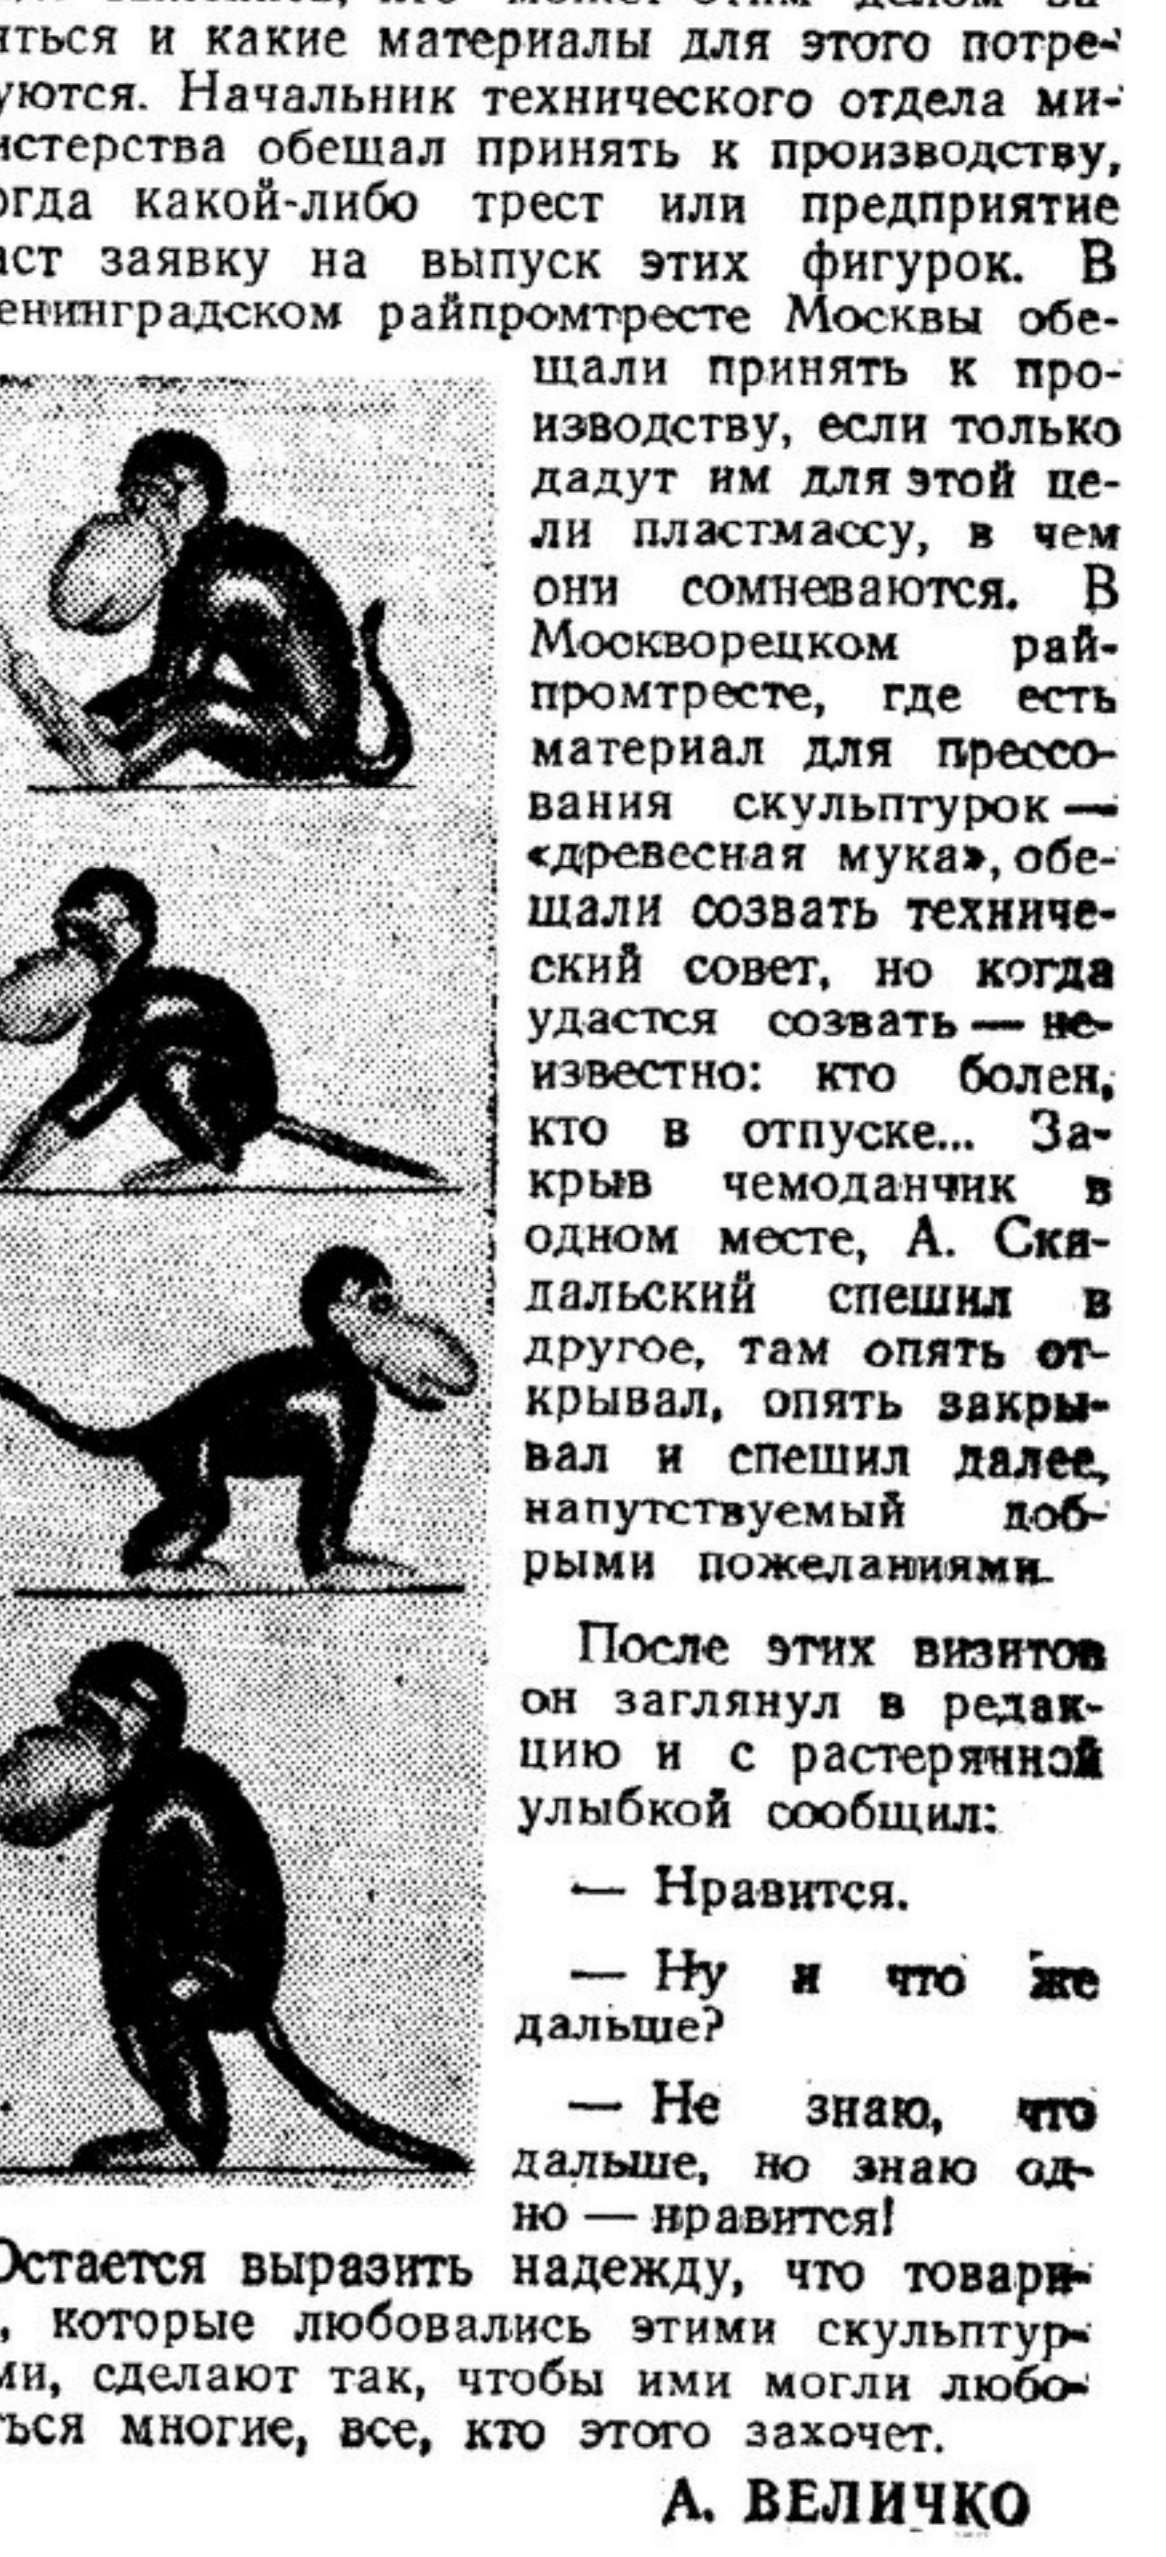 иться и какие материалы для этого потре-
уются. Начальник технического отдела ми-
истерства обещал принять к производству,
огда какой-либо трест или предприятие
аст заявку на выпуск этих фигурок. В
енинградском райпромтресте Москвы обе-
щали принять к про-
изводству, если только
дадут им для этой це-
ли пластмассу, в чем
они сомневаются. В
Москворецком рай-
промтресте, где есть
материал для прессо-
вания скульптурок —
«древесная мука», обе-
щали созвать техниче-
ский совет, но когда
удастся созвать — не-
известно: кто болен,
кто в отпуске... За-
крыв чемоданчик в
одном месте, А. Скя-
дальский спешил в
другое, там опять от-
крывал, опять закры-
вал и спешил далее,
напутствуемый доб-
рыми пожеланиями.
После этих визитов
он заглянул в редак-
цию и с растерянной
улыбкой сообщил:
— Нравится.
— Ну и что же
дальше?
— Не знаю, что
дальше, но знаю од-
но — нравится!
Остается выразить надежду, что товари-
, которые любовались этими скульптур-
ми, сделают так, чтобы ими могли любо-
ться многие, все, кто этого захочет.
А. ВЕЛИЧКО